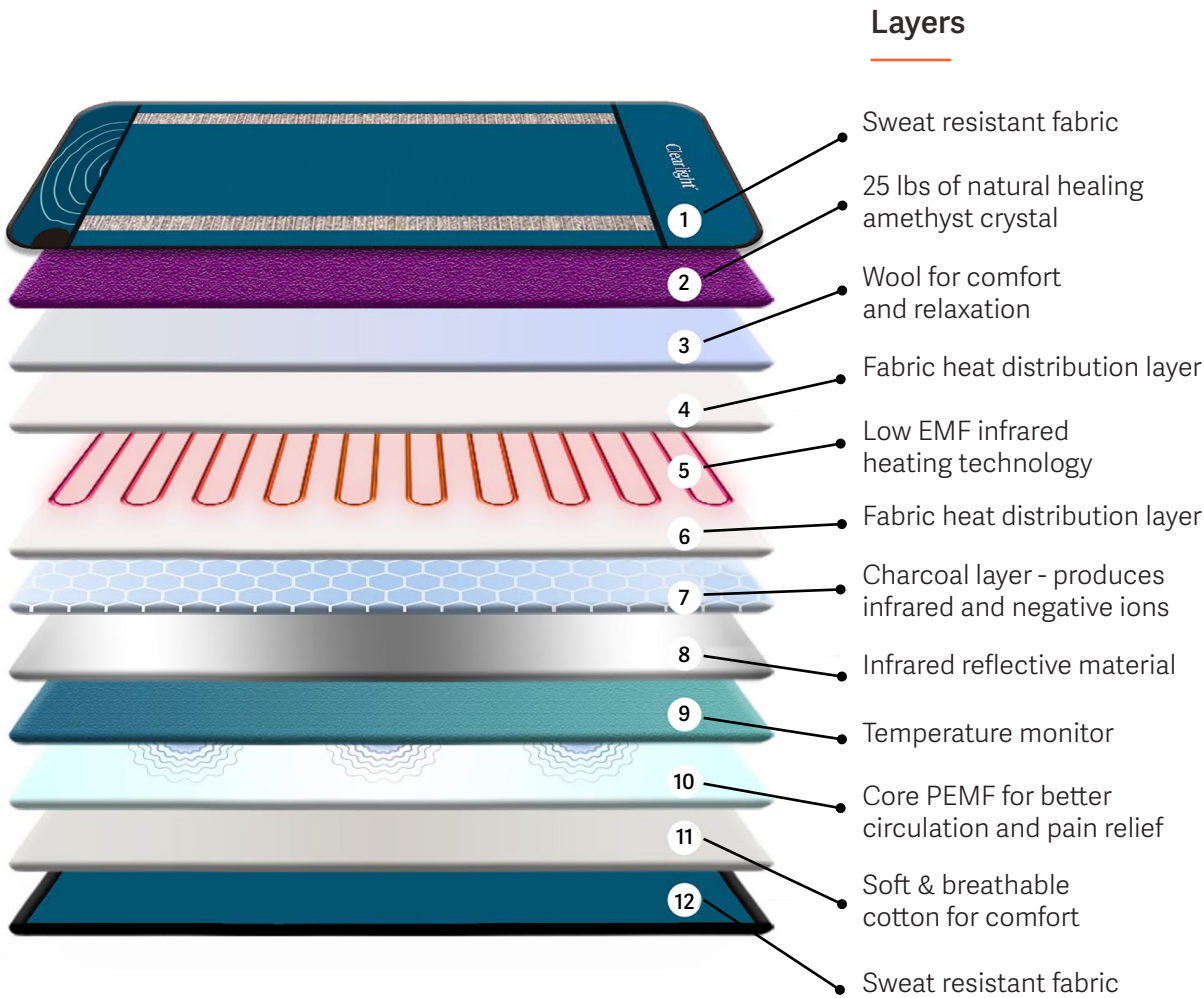 Layers
Clearlight®
1
Sweat resistant fabric
2
25 lbs of natural healing
amethyst crystal
3
Wool for comfort
and relaxation
4
Fabric heat distribution layer
5
Low EMF infrared
heating technology
6
Fabric heat distribution layer
7
Charcoal layer - produces
infrared and negative ions
8
Infrared reflective material
9
Temperature monitor
10
Core PEMF for better
circulation and pain relief
11
Soft & breathable
cotton for comfort
12
Sweat resistant fabric